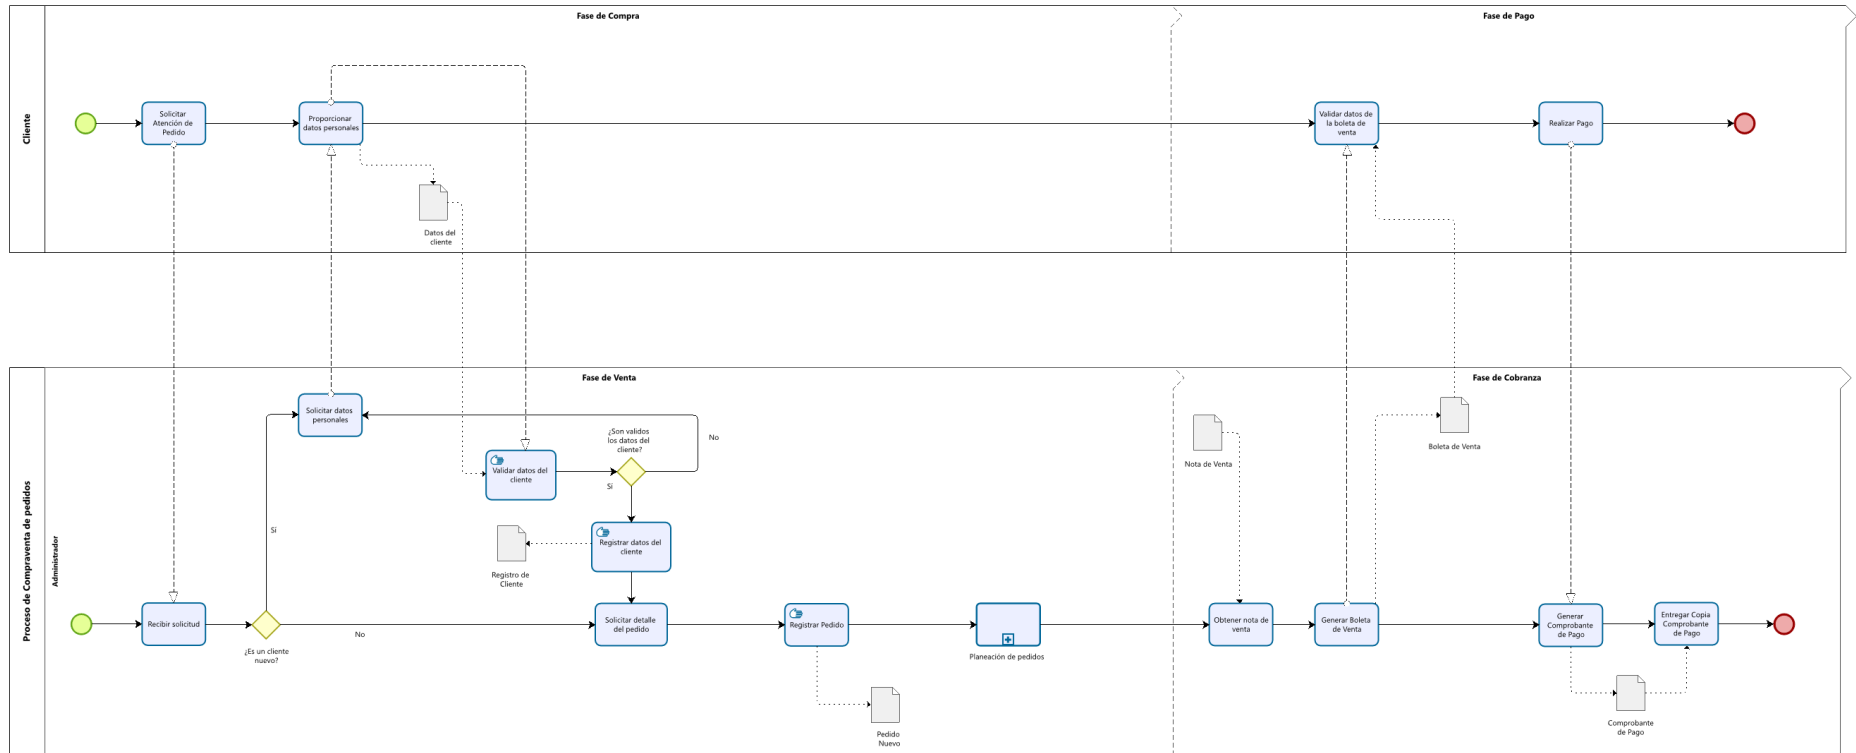 Fase de Compra
Fase de Pago
Cliente
Solicitar
Atención de
Pedido
Proporcionar
datos personales
Validar datos de
la boleta de
venta
Realizar Pago
Datos del
cliente
Proceso de Compraventa de pedidos
Administrador
Fase de Venta
Fase de Cobranza
Solicitar datos
personales
¿Son validos
los datos del
cliente?
No
Validar datos del
cliente
Sí
Nota de Venta
Boleta de Venta
Sí
Registrar datos del
cliente
Registro de
Cliente
Recibir solicitud
¿Es un cliente
nuevo?
No
Solicitar detalle
del pedido
Registrar Pedido
Planeación de pedidos
Obtener nota de
venta
Generar Boleta
de Venta
Generar
Comprobante
de Pago
Entregar Copia
Comprobante
de Pago
Pedido
Nuevo
Comprobante
de Pago